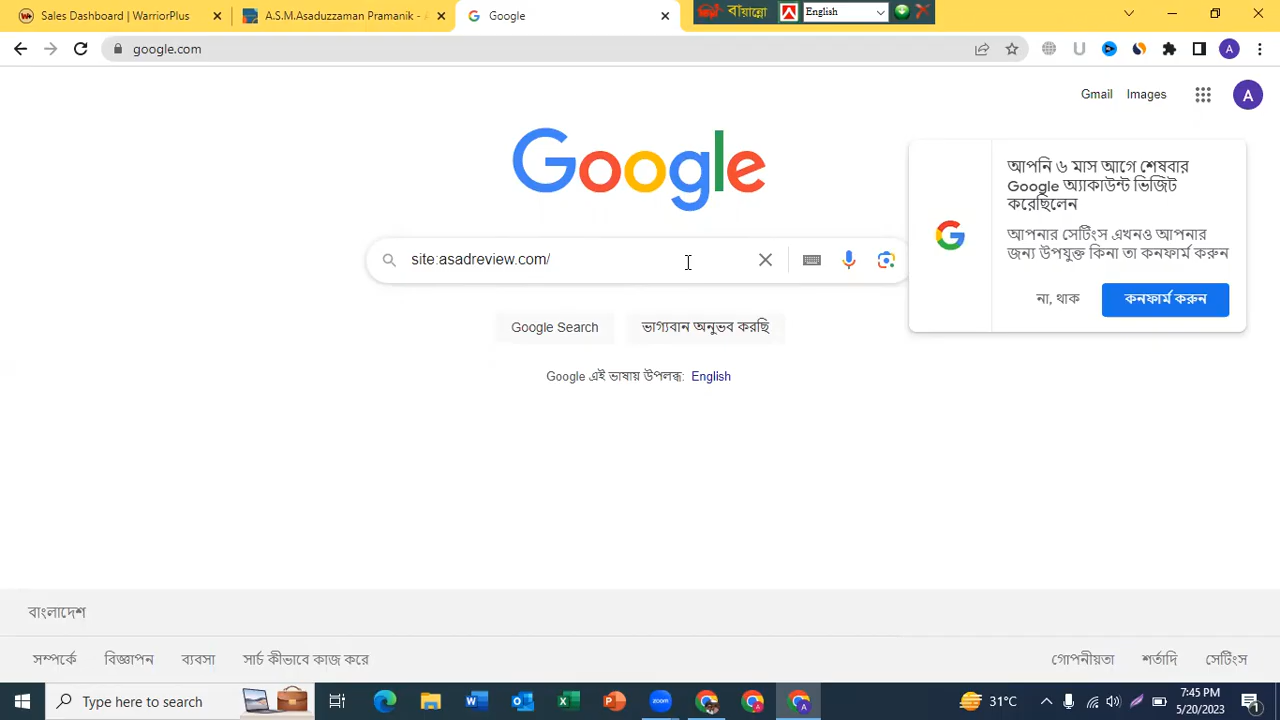 Sales Dashboard | WarriorPlus
A.S.M.Asaduzzaman Pramanik - A
Google
বায়ান্নো
English
google.com
A
Gmail
Images
A
Google
আপনি ৬ মাস আগে শেষবার
Google অ্যাকাউন্ট ভিজিট
করেছিলেন
আপনার সেটিংস এখনও আপনার
জন্য উপযুক্ত কিনা তা কনফার্ম করুন
না, থাক
কনফার্ম করুন
site:asadreview.com/
Google Search
ভাগ্যবান অনুভব করছি
Google এই ভাষায় উপলব্ধ: English
বাংলাদেশ
সম্পর্কে
বিজ্ঞাপন
ব্যবসা
সার্চ কীভাবে কাজ করে
গোপনীয়তা
শর্তাদি
সেটিংস
Type here to search
zoom
31°C
7:45 PM
5/20/2023